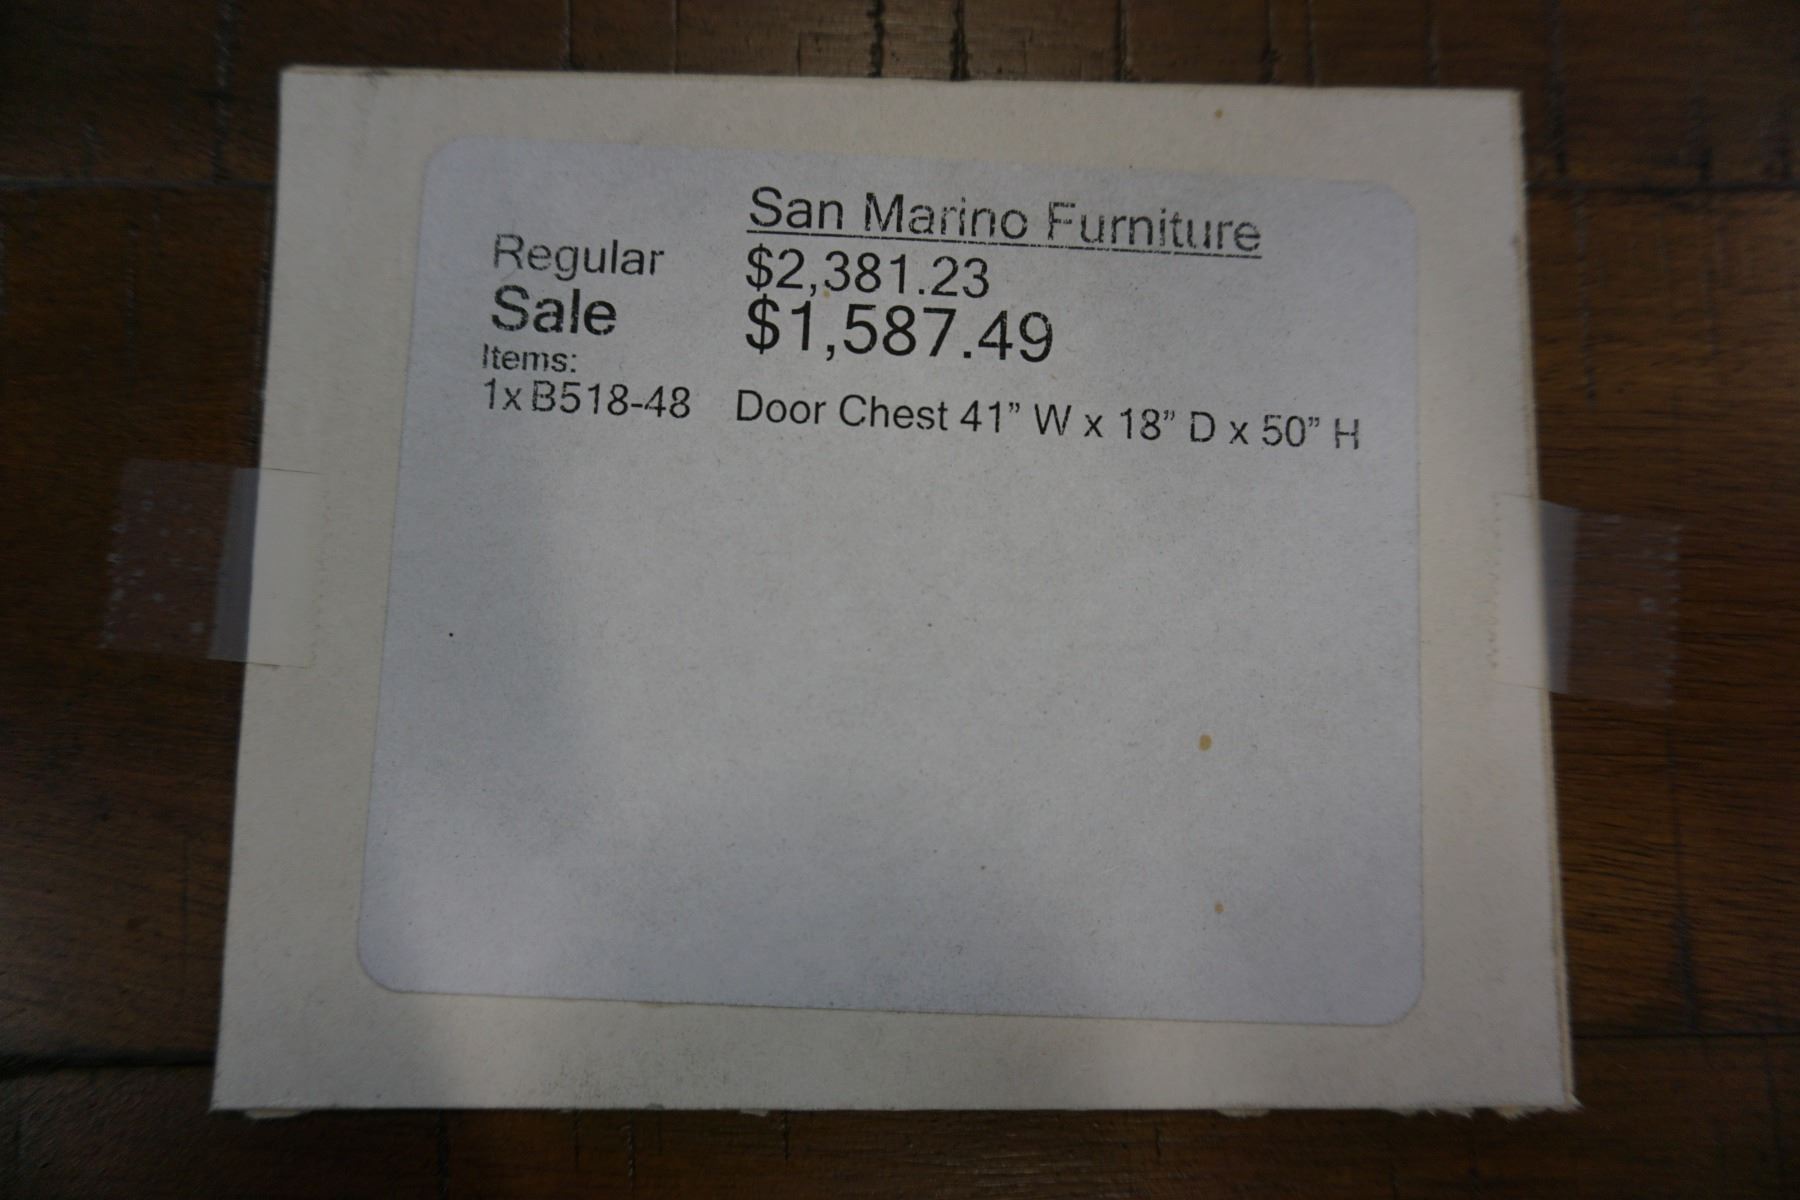 San Marino Furniture
Regular $2,381.23
Sale $1,587.49
Items:
1x B518-48 Door Chest 41” W x 18” D x 50” H